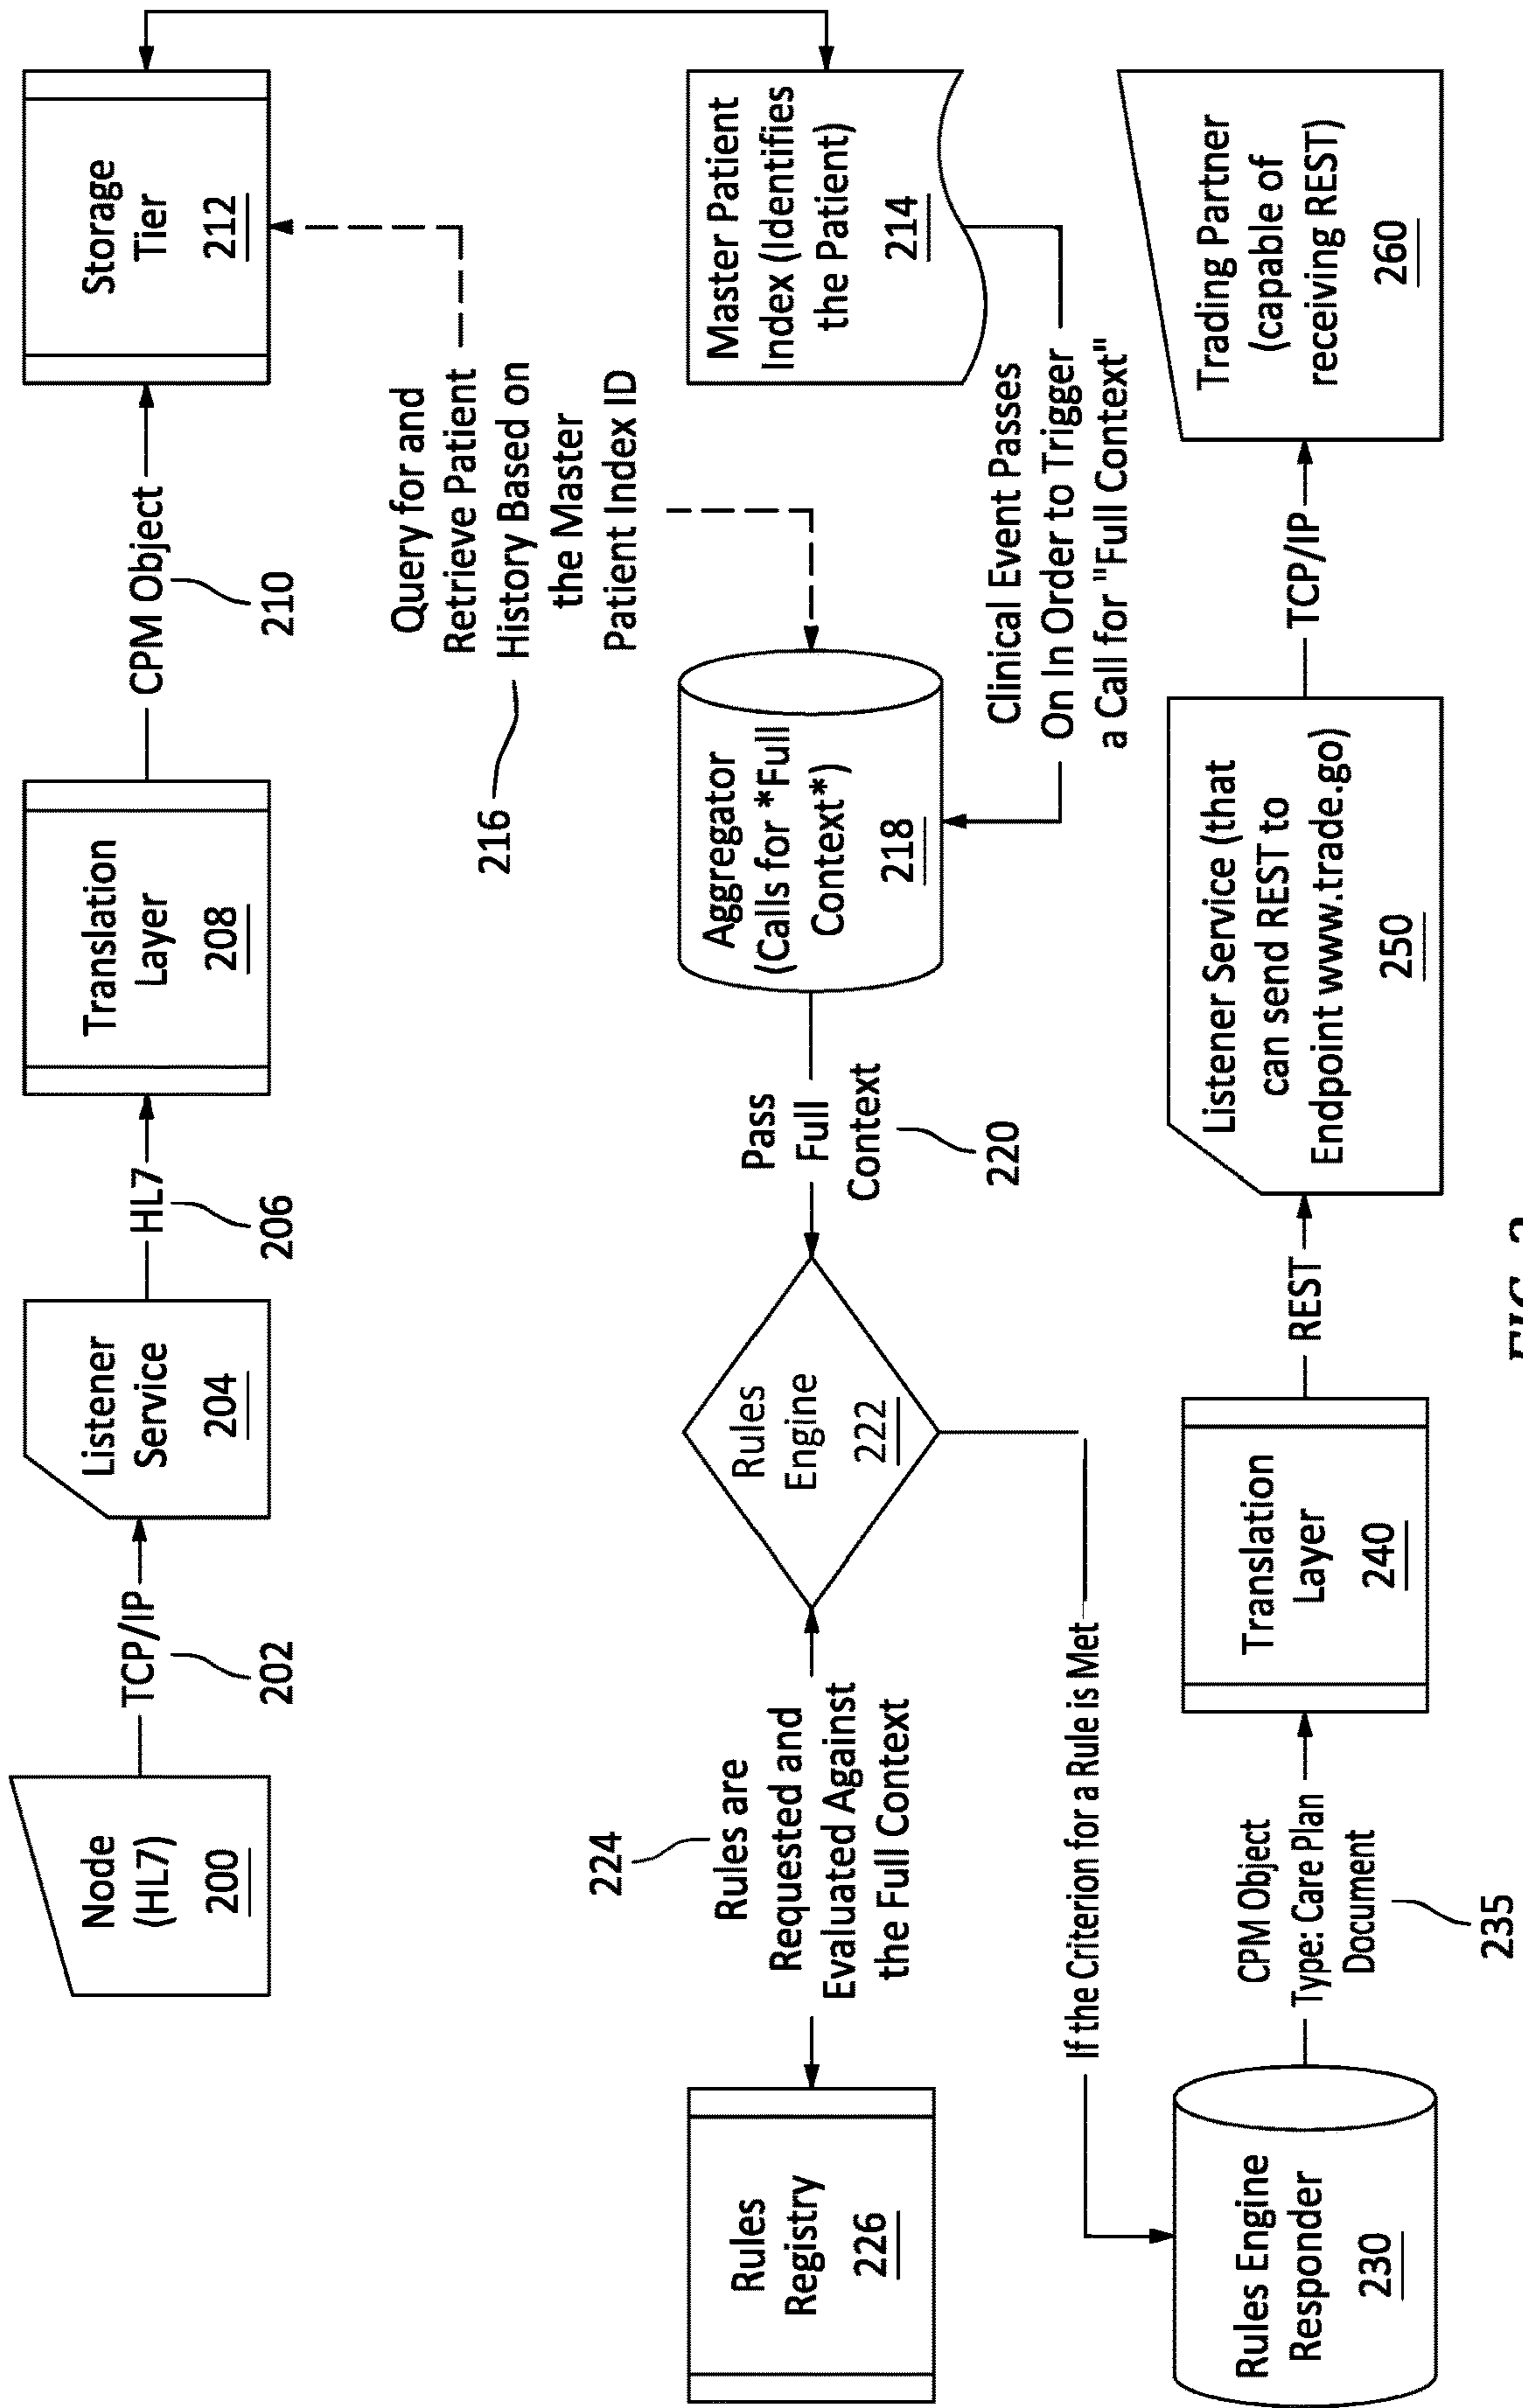 Node
(HL7)
200
TCP/IP
202
Listener
Service
204
HL7
206
Translation
Layer
208
CPM Object
210
Storage
Tier
212
Query for and
Retrieve Patient
History Based on
the Master
Patient Index ID
216
Master Patient
Index (Identifies
the Patient)
214
Clinical Event Passes
On In Order to Trigger
a Call for "Full Context"
Aggregator
(Calls for *Full
Context*)
218
Pass
Full
Context
220
Rules
Engine
222
224
Rules are
Requested and
Evaluated Against
the Full Context
Rules
Registry
226
If the Criterion for a Rule is Met
Rules Engine
Responder
230
CPM Object
Type: Care Plan
Document
235
Translation
Layer
240
REST
Listener Service (that
can send REST to
Endpoint www.trade.go)
250
TCP/IP
Trading Partner
(capable of
receiving REST)
260